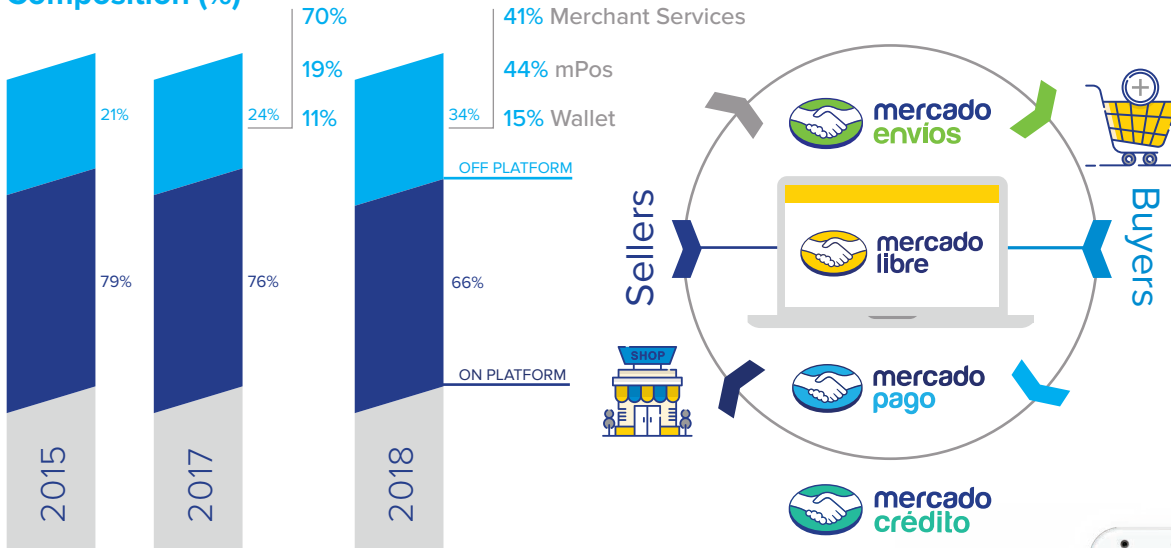 Composition (%)
70%
19%
11%
41% Merchant Services
44% mPos
15% Wallet
21%
24%
34%
OFF PLATFORM
79%
76%
66%
ON PLATFORM
2015
2017
2018
mercado
envíos
Sellers
mercado
libre
Buyers
SHOP
mercado
pago
mercado
crédito